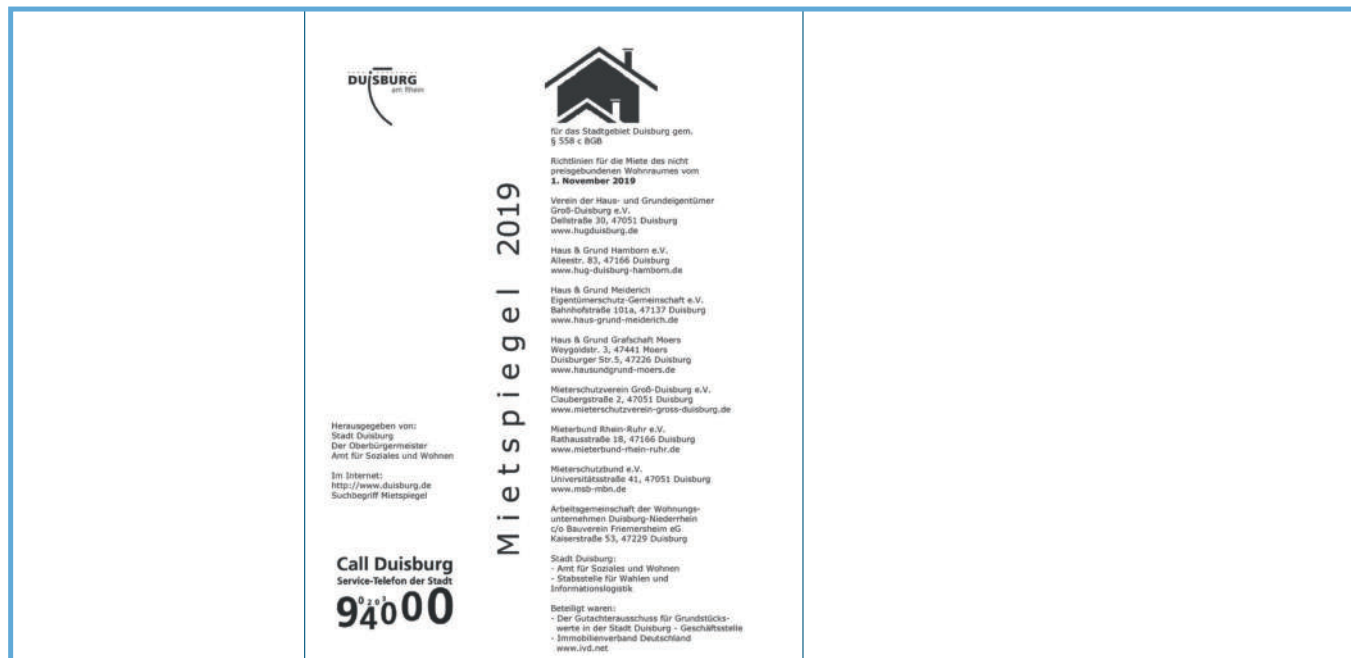 DUISBURG
am Rhein
Herausgegeben von:
Stadt Duisburg
Der Oberbürgermeister
Amt für Soziales und Wohnen
Im Internet:
http://www.duisburg.de
Suchbegriff Mietspiegel
Call Duisburg
Service-Telefon der Stadt
0203
94000
Mietspiegel 2019
für das Stadtgebiet Duisburg gem.
§ 558 c BGB
Richtlinien für die Miete des nicht
preisgebundenen Wohnraumes vom
1. November 2019
Verein der Haus- und Grundeigentümer
Groß-Duisburg e.V.
Dellstraße 30, 47051 Duisburg
www.hugduisburg.de
Haus & Grund Hamborn e.V.
Alleestr. 83, 47166 Duisburg
www.hug-duisburg-hamborn.de
Haus & Grund Meiderich
Eigentümerschutz-Gemeinschaft e.V.
Bahnhofstraße 101a, 47137 Duisburg
www.haus-grund-meiderich.de
Haus & Grund Grafschaft Moers
Weygoldstr. 3, 47441 Moers
Duisburger Str.5, 47226 Duisburg
www.hausundgrund-moers.de
Mieterschutzverein Groß-Duisburg e.V.
Claubergstraße 2, 47051 Duisburg
www.mieterschutzverein-gross-duisburg.de
Mieterbund Rhein-Ruhr e.V.
Rathausstraße 18, 47166 Duisburg
www.mieterbund-rhein-ruhr.de
Mieterschutzbund e.V.
Universitätsstraße 41, 47051 Duisburg
www.msb-mbn.de
Arbeitsgemeinschaft der Wohnungs-
unternehmen Duisburg-Niederrhein
c/o Bauverein Friemersheim eG
Kaiserstraße 53, 47229 Duisburg
Stadt Duisburg:
- Amt für Soziales und Wohnen
- Stabsstelle für Wahlen und
Informationslogistik
Beteiligt waren:
- Der Gutachterausschuss für Grundstücks-
werte in der Stadt Duisburg - Geschäftsstelle
- Immobilienverband Deutschland
www.ivd.net